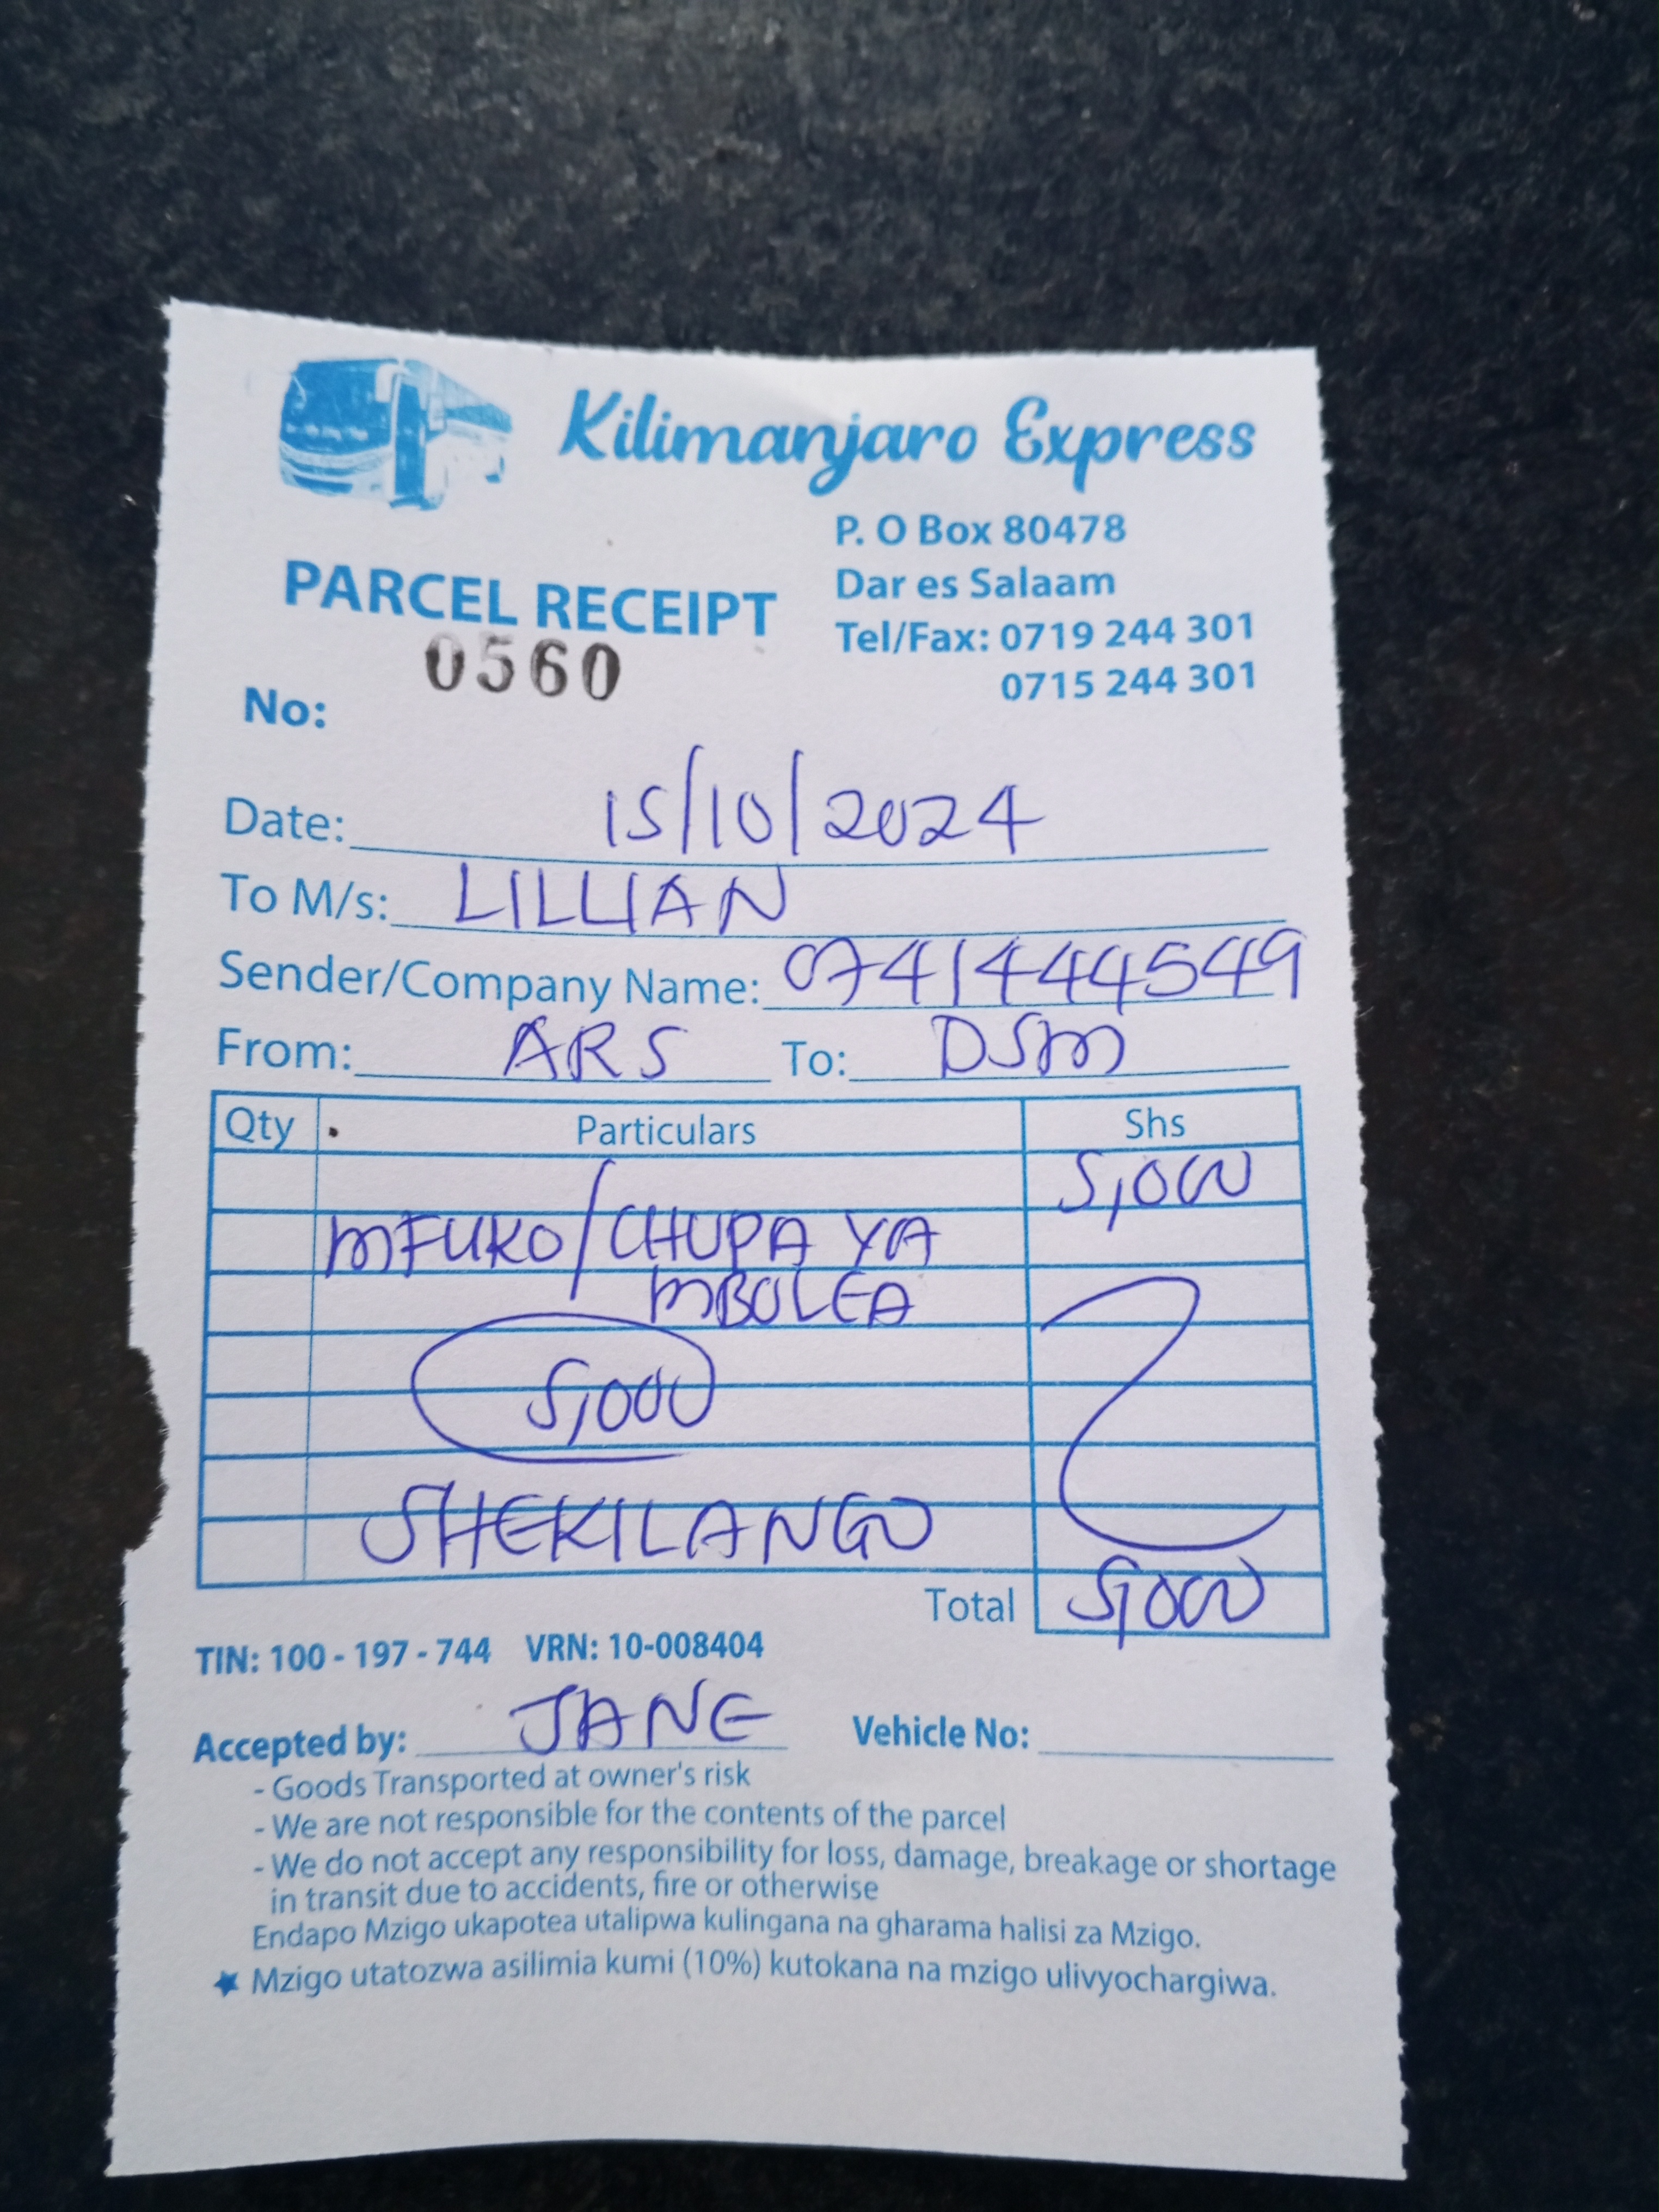 Kilimanjaro Express
P. O Box 80478
Dar es Salaam
Tel/Fax: 0719 244 301
0715 244 301
PARCEL RECEIPT
0560
No:
Date: 15/10/2024
To M/s: LILLIAN
Sender/Company Name: 0741444549
From: ARS To: DSM
Qty Particulars Shs
5,000
MFUKO/CHUPA YA
MBOLEA
5,000
SHEKILANGO
Total 5,000
TIN: 100 - 197 - 744 VRN: 10-008404
Accepted by: JANE Vehicle No:
- Goods Transported at owner's risk
- We are not responsible for the contents of the parcel
- We do not accept any responsibility for loss, damage, breakage or shortage
in transit due to accidents, fire or otherwise
Endapo Mzigo ukapotea utalipwa kulingana na gharama halisi za Mzigo.
★ Mzigo utatozwa asilimia kumi (10%) kutokana na mzigo ulivyochargiwa.